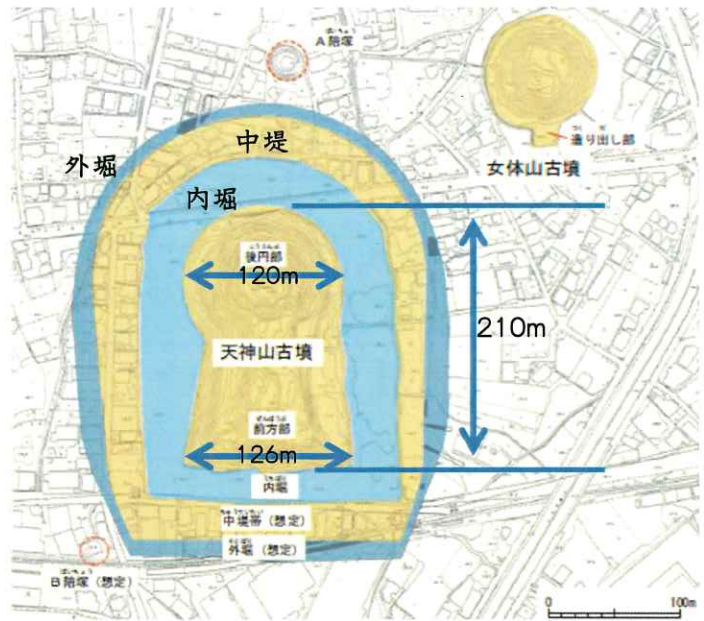 A陪塚
造り出し部
女体山古墳
外堀
中堤
内堀
後円部
120m
210m
天神山古墳
前方部
126m
内堀
中堤帯（想定）
外堀（想定）
B陪塚（想定）
0 100m